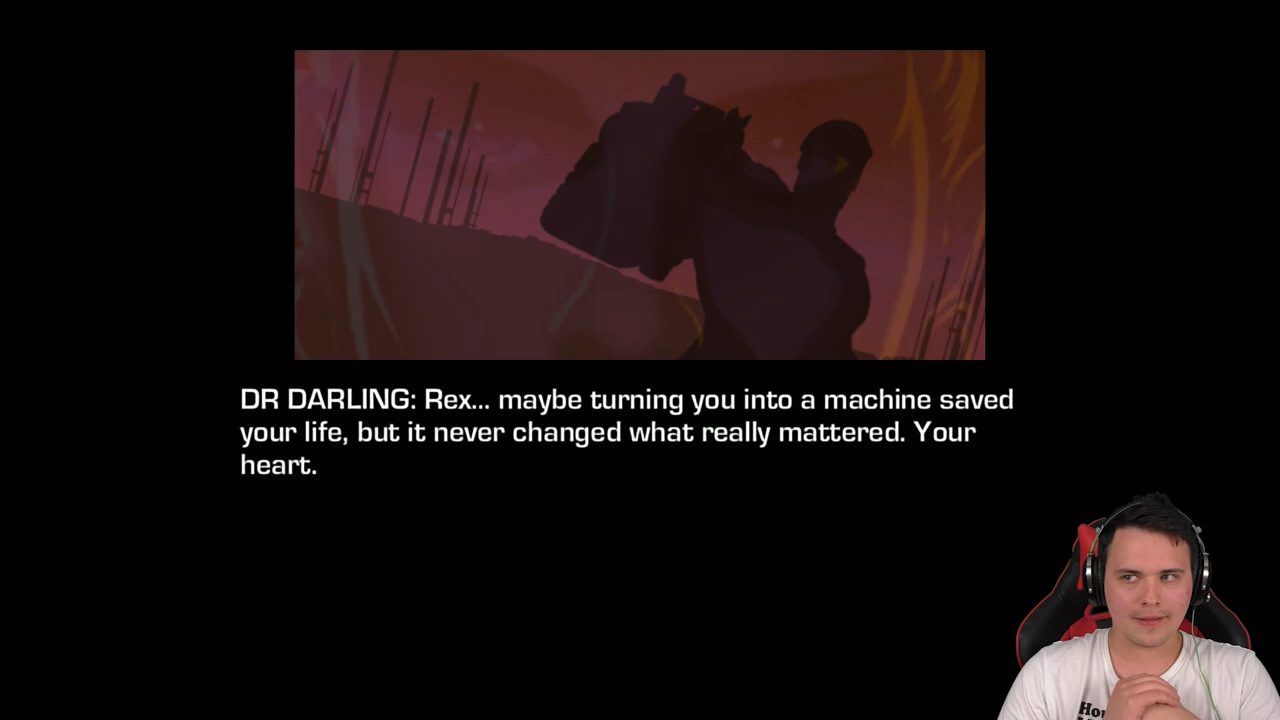 DR DARLING: Rex... maybe turning you into a machine saved
your life, but it never changed what really mattered. Your
heart.